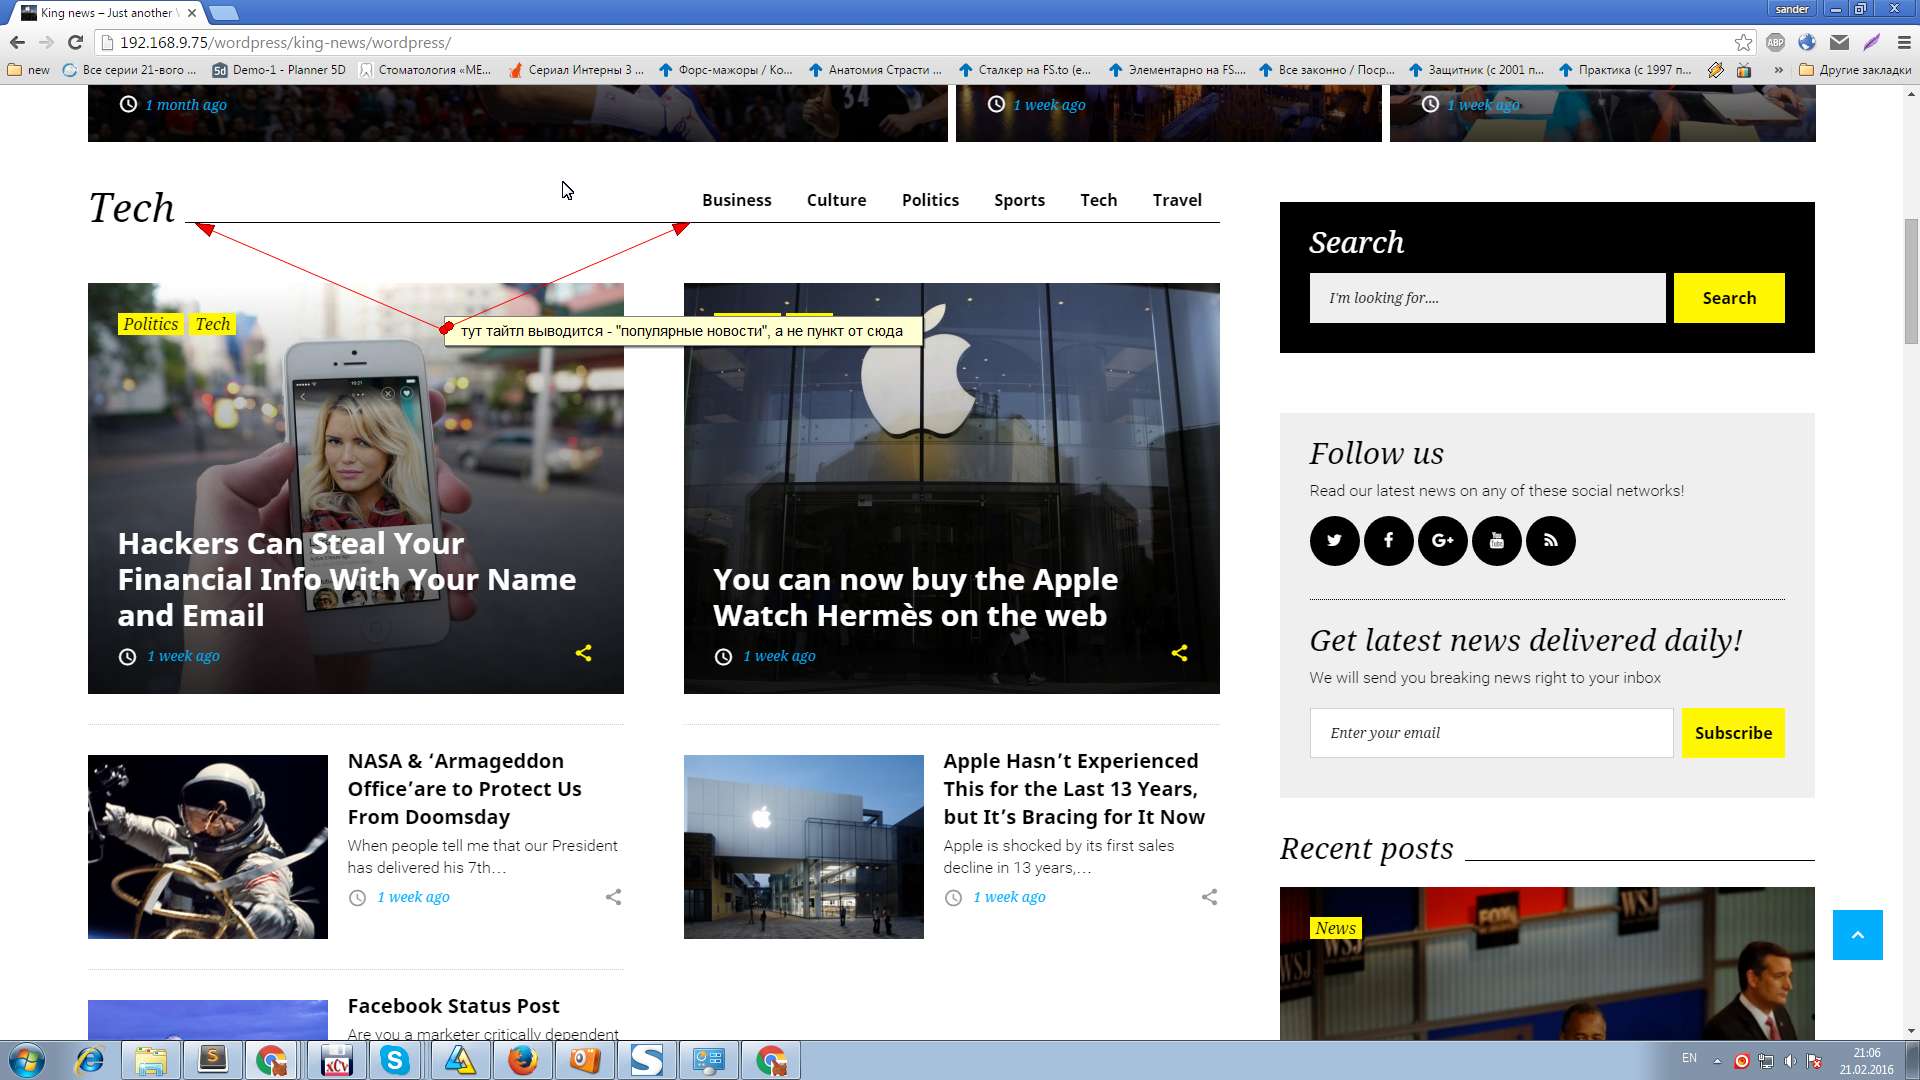 King news – Just another
sander
192.168.9.75/wordpress/king-news/wordpress/
ABP
new
Все серии 21-вого ...
5d Demo-1 - Planner 5D
Стоматология «МЕ...
Сериал Интерны 3 ...
Форс-мажоры / Ко...
Анатомия Страсти ...
Сталкер на FS.to (е...
Элементарно на FS....
Все законно / Поср...
Защитник (с 2001 п...
Практика (с 1997 п...
»
Другие закладки
1 month ago
34
1 week ago
1 week ago
Tech
Business Culture Politics Sports Tech Travel
Politics Tech
тут тайтл выводится - "популярные новости", а не пункт от сюда
Hackers Can Steal Your
Financial Info With Your Name
and Email
1 week ago
You can now buy the Apple
Watch Hermès on the web
1 week ago
NASA & ‘Armageddon
Office’are to Protect Us
From Doomsday
When people tell me that our President
has delivered his 7th…
1 week ago
Apple Hasn’t Experienced
This for the Last 13 Years,
but It’s Bracing for It Now
Apple is shocked by its first sales
decline in 13 years,…
1 week ago
Facebook Status Post
Are you a marketer critically dependent
Search
I'm looking for....
Search
Follow us
Read our latest news on any of these social networks!
You
Tube
Get latest news delivered daily!
We will send you breaking news right to your inbox
Enter your email
Subscribe
Recent posts
News
FOX
WSJ
WSJ
WSJ
xCv
EN
21:06
21.02.2016